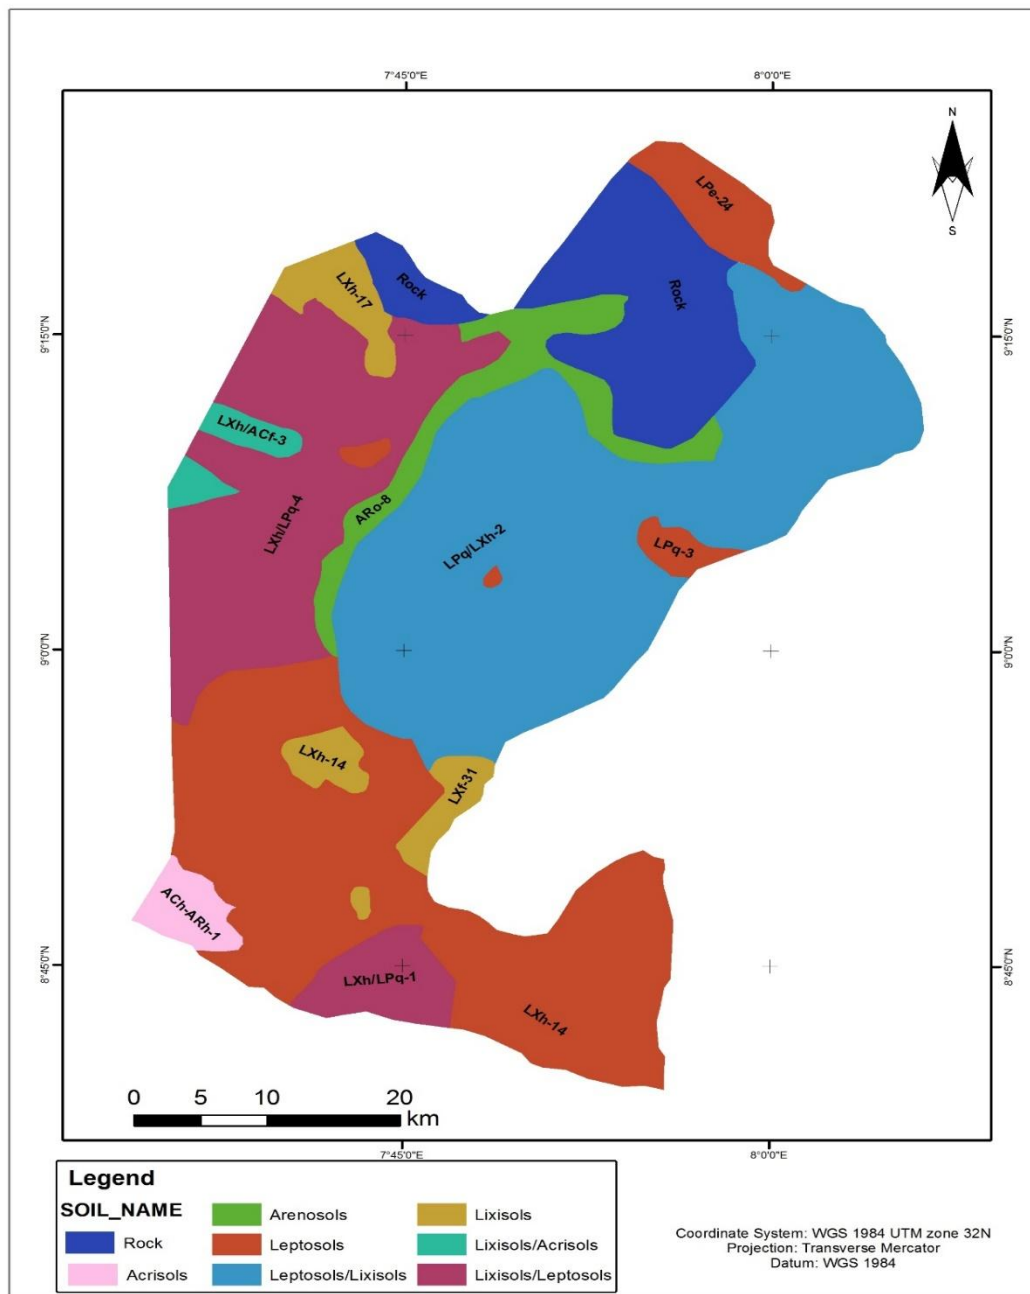 7°45'0"E
8°0'0"E
N
S
LPe-24
Rock
LXh-17
Rock
9°15'0"N
9°15'0"N
LXh/ACf-3
LXh/LPq-4
ARo-8
LPq/LXh-2
LPq-3
9°0'0"N
9°0'0"N
LXh-14
LXf-31
ACh-ARh-1
8°45'0"N
8°45'0"N
LXh/LPq-1
LXh-14
0 5 10 20
km
7°45'0"E
8°0'0"E
Legend
SOIL_NAME
Rock
Acrisols
Arenosols
Leptosols
Leptosols/Lixisols
Lixisols
Lixisols/Acrisols
Lixisols/Leptosols
Coordinate System: WGS 1984 UTM zone 32N
Projection: Transverse Mercator
Datum: WGS 1984